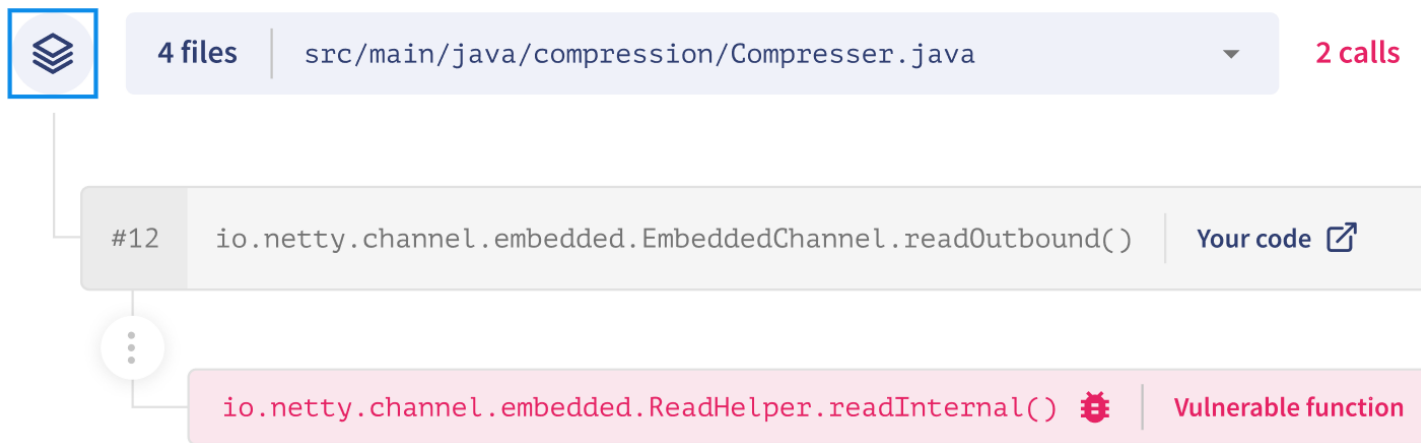 4 files src/main/java/compression/Compresser.java 2 calls
#12 io.netty.channel.embedded.EmbeddedChannel.readOutbound() Your code
io.netty.channel.embedded.ReadHelper.readInternal() Vulnerable function